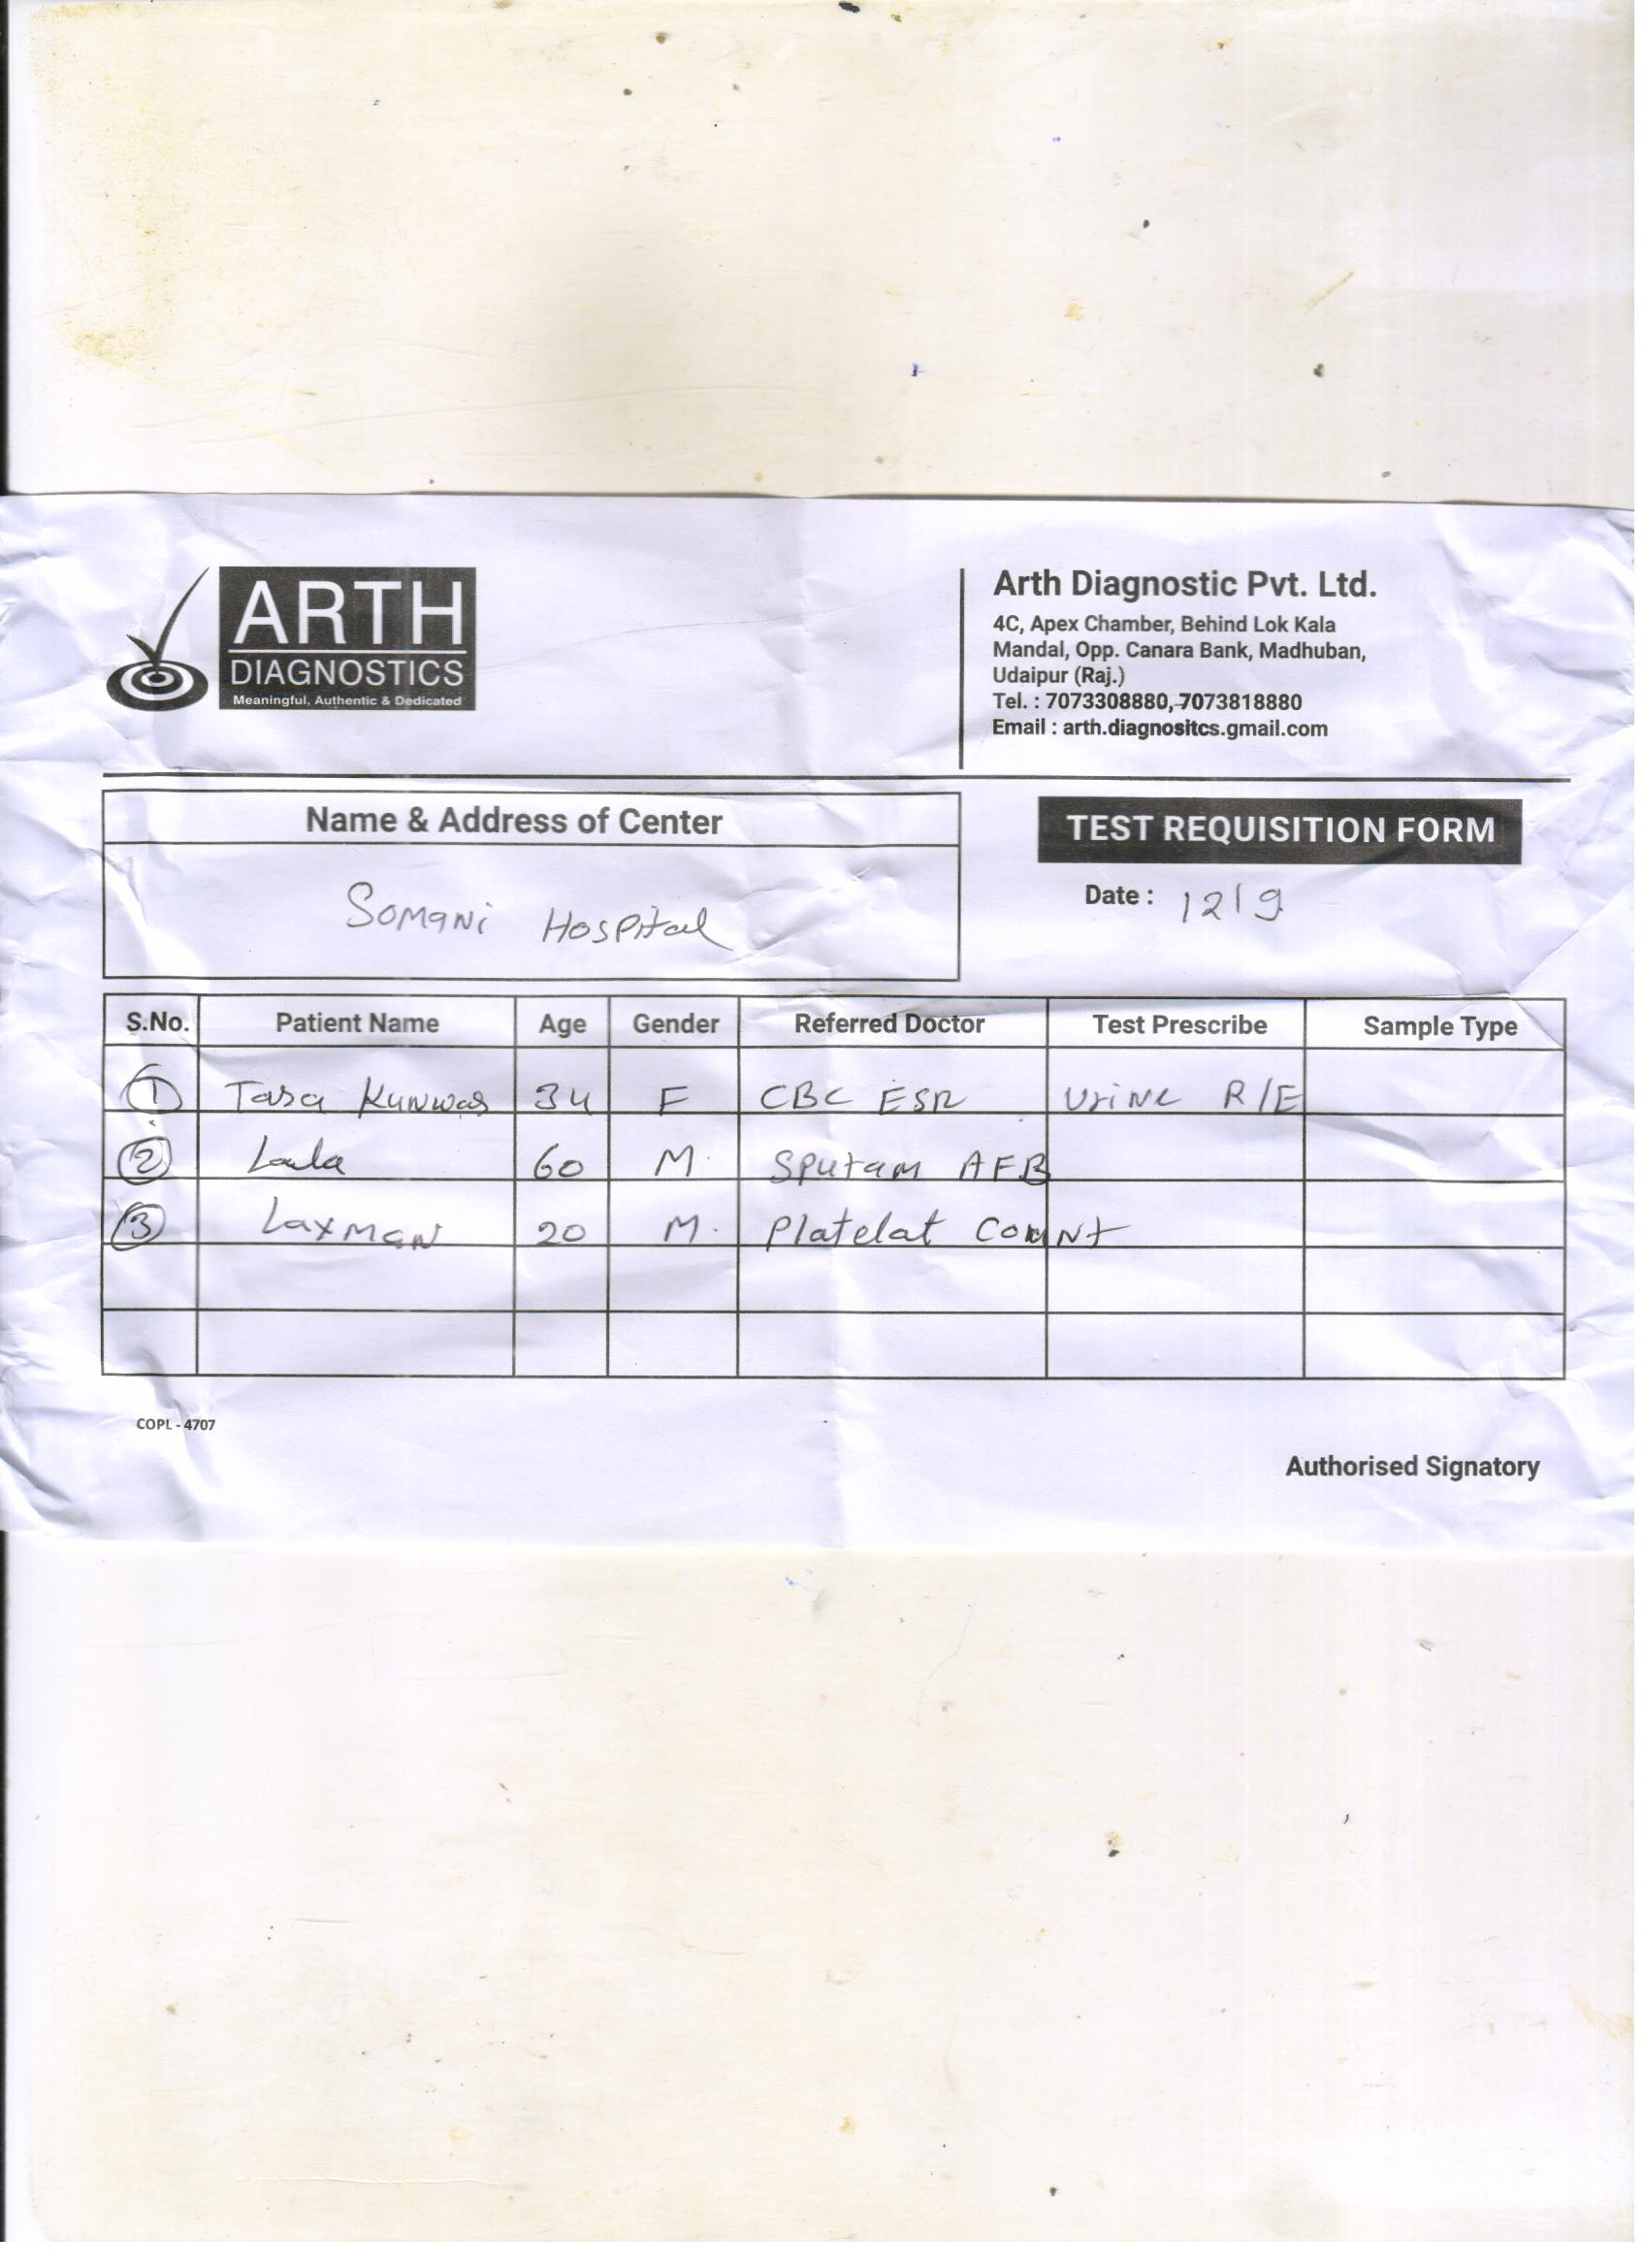 ARTH
DIAGNOSTICS
Meaningful, Authentic & Dedicated
Arth Diagnostic Pvt. Ltd.
4C, Apex Chamber, Behind Lok Kala
Mandal, Opp. Canara Bank, Madhuban,
Udaipur (Raj.)
Tel. : 7073308880, 7073818880
Email : arth.diagnositcs.gmail.com
Name & Address of Center
Somani Hospital
TEST REQUISITION FORM
Date : 12/9
S.No. Patient Name Age Gender Referred Doctor Test Prescribe Sample Type
1 Tara Kunwar 34 F CBC ESR Urine R/E
2 Lala 60 M. Sputam AFB
3 Laxman 20 M. Platelat Count
COPL - 4707
Authorised Signatory